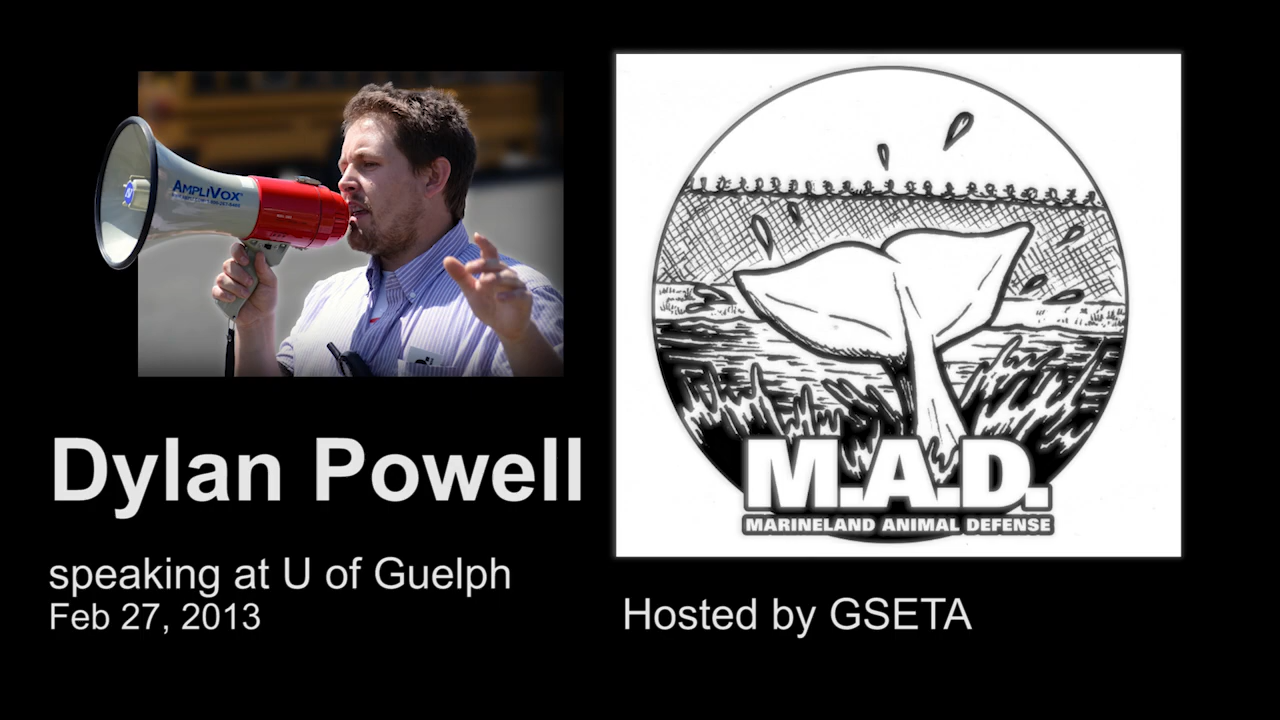 AMPLIVOX
Dylan Powell
speaking at U of Guelph
Feb 27, 2013
M.A.D.
MARINELAND ANIMAL DEFENSE
Hosted by GSETA